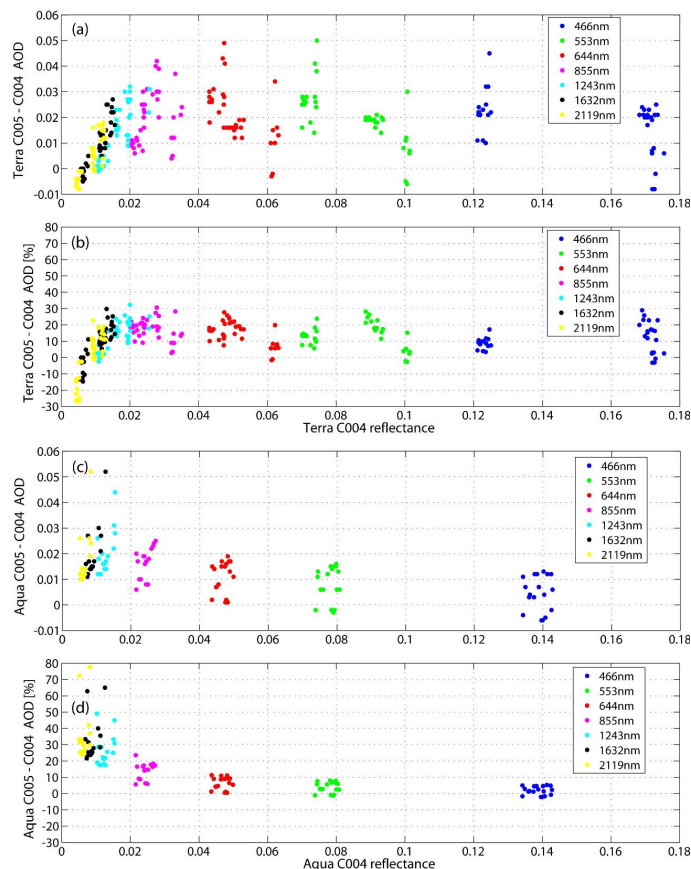 (a)
Terra C005 - C004 AOD
0.06
0.05
0.04
0.03
0.02
0.01
0
-0.01
466nm
553nm
644nm
855nm
1243nm
1632nm
2119nm
0 0.02 0.04 0.06 0.08 0.1 0.12 0.14 0.16 0.18
(b)
Terra C005 - C004 AOD [%]
80
70
60
50
40
30
20
10
0
-10
-20
-30
466nm
553nm
644nm
855nm
1243nm
1632nm
2119nm
0 0.02 0.04 0.06 0.08 0.1 0.12 0.14 0.16 0.18
Terra C004 reflectance
(c)
Aqua C005 - C004 AOD
0.06
0.05
0.04
0.03
0.02
0.01
0
-0.01
466nm
553nm
644nm
855nm
1243nm
1632nm
2119nm
0 0.02 0.04 0.06 0.08 0.1 0.12 0.14 0.16 0.18
(d)
Aqua C005 - C004 AOD [%]
80
70
60
50
40
30
20
10
0
-10
-20
-30
466nm
553nm
644nm
855nm
1243nm
1632nm
2119nm
0 0.02 0.04 0.06 0.08 0.1 0.12 0.14 0.16 0.18
Aqua C004 reflectance